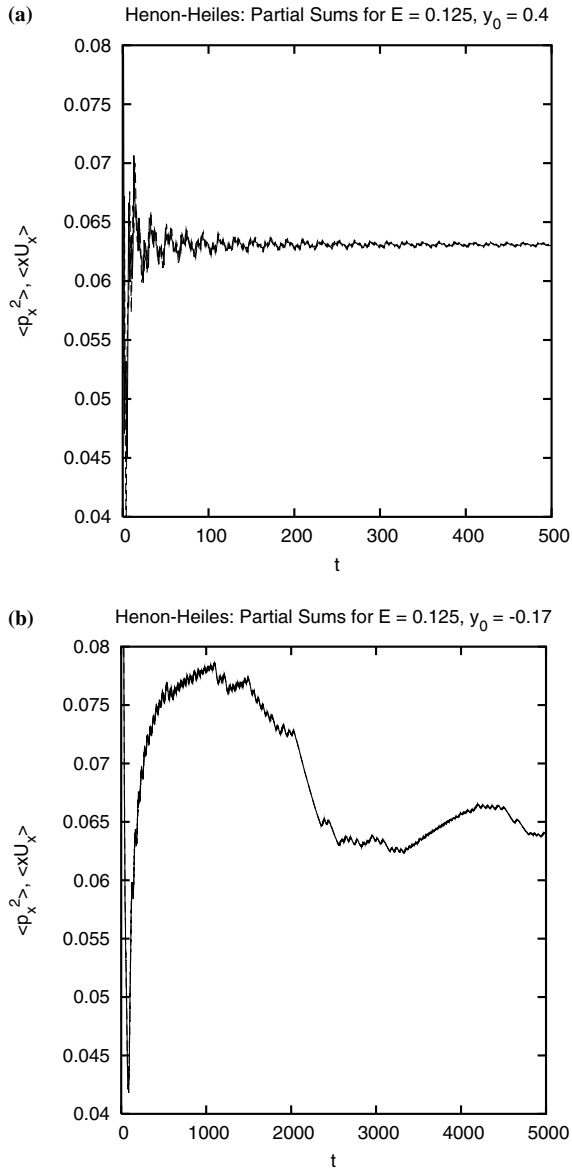 (a) Henon-Heiles: Partial Sums for E = 0.125, y₀ = 0.4
0.08
0.075
0.07
0.065
0.06
0.055
0.05
0.045
0.04
<pₓ²>, <xUₓ>
0 100 200 300 400 500
t
(b) Henon-Heiles: Partial Sums for E = 0.125, y₀ = -0.17
0.08
0.075
0.07
0.065
0.06
0.055
0.05
0.045
0.04
<pₓ²>, <xUₓ>
0 1000 2000 3000 4000 5000
t